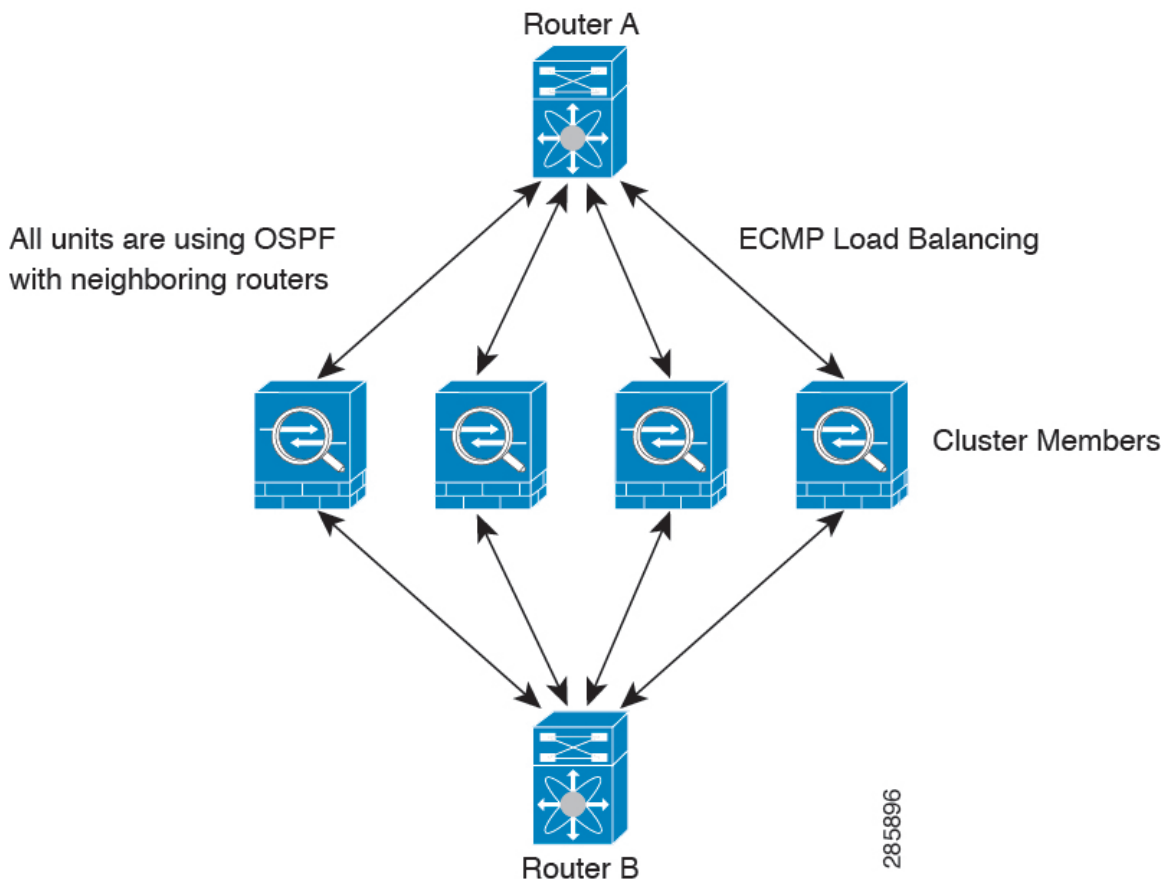 Router A
All units are using OSPF
with neighboring routers
ECMP Load Balancing
Cluster Members
Router B
285896